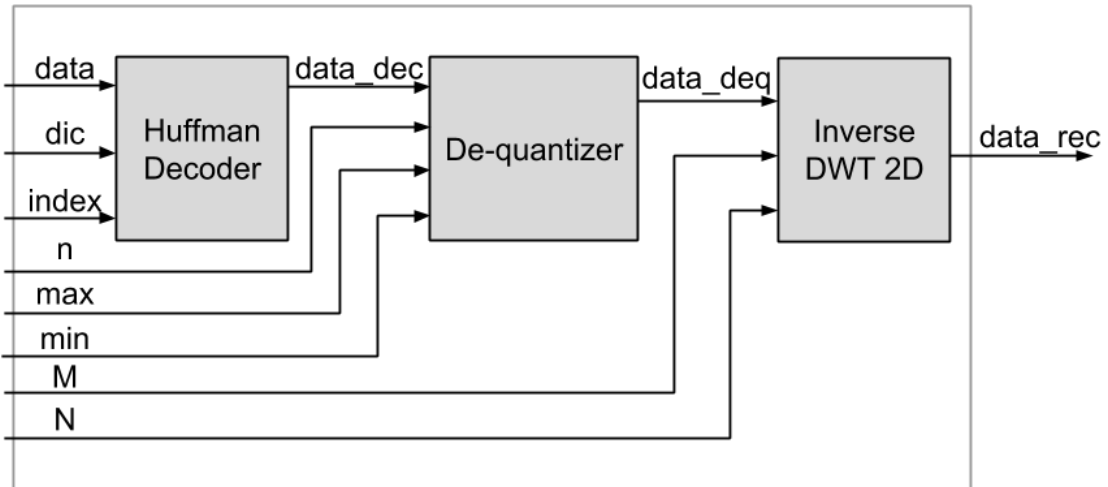 data
dic
index
n
max
min
M
N
Huffman
Decoder
data_dec
De-quantizer
data_deq
Inverse
DWT 2D
data_rec